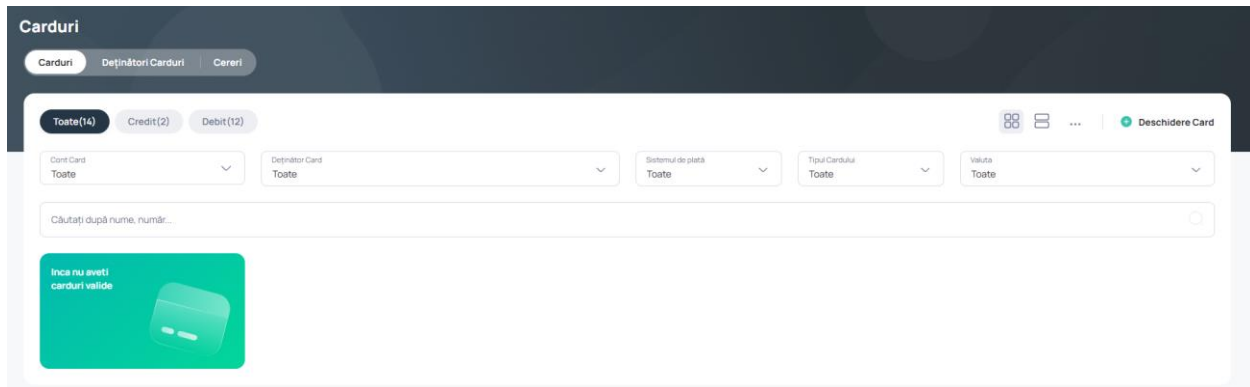 Carduri
Carduri Deținători Carduri Cereri
Toate(14) Credit(2) Debit(12) ... Deschidere Card
Cont Card Deținător Card Sistemul de plată Tipul Cardului Valuta
Toate Toate Toate Toate Toate
Căutați după nume, număr...
Inca nu aveti
carduri valide